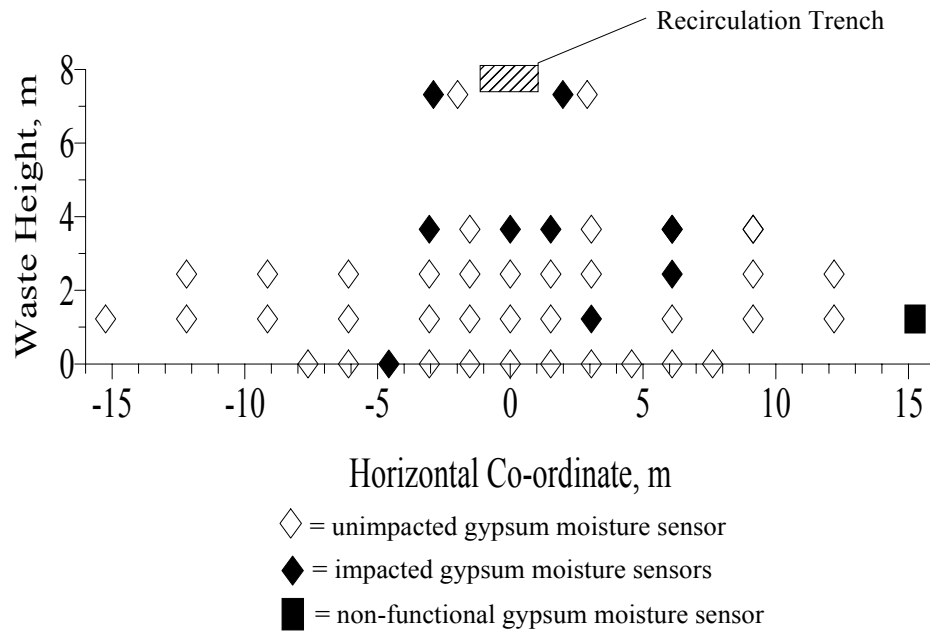 Recirculation Trench
8
6
4
2
0
Waste Height, m
-15 -10 -5 0 5 10 15
Horizontal Co-ordinate, m
= unimpacted gypsum moisture sensor
= impacted gypsum moisture sensors
= non-functional gypsum moisture sensor